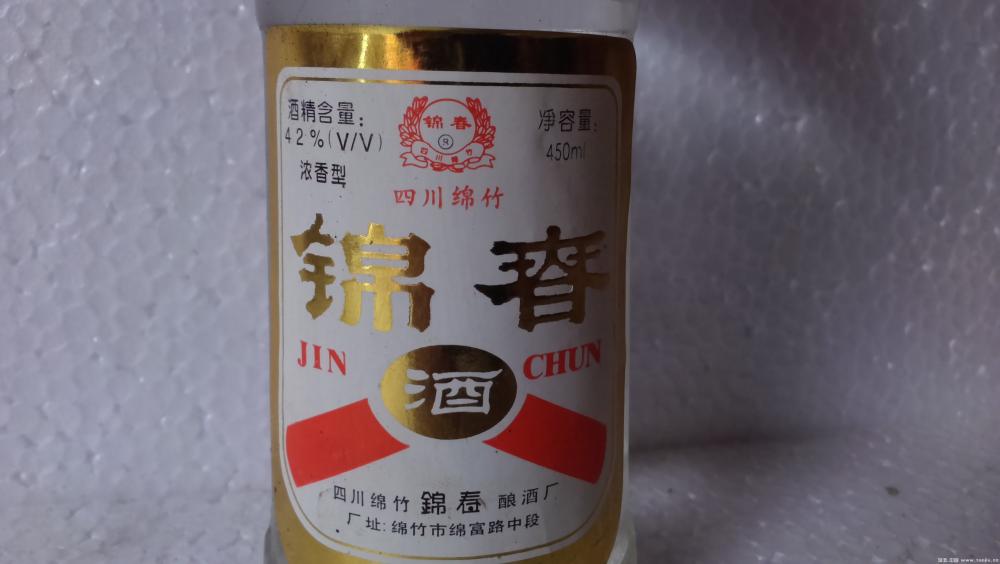 酒精含量：
42%(V/V)
浓香型
锦春
®
四川绵竹
净容量：
450ml
四川绵竹
锦春
JIN CHUN
酒
四川绵竹錦春酿酒厂
厂址:绵竹市绵富路中段